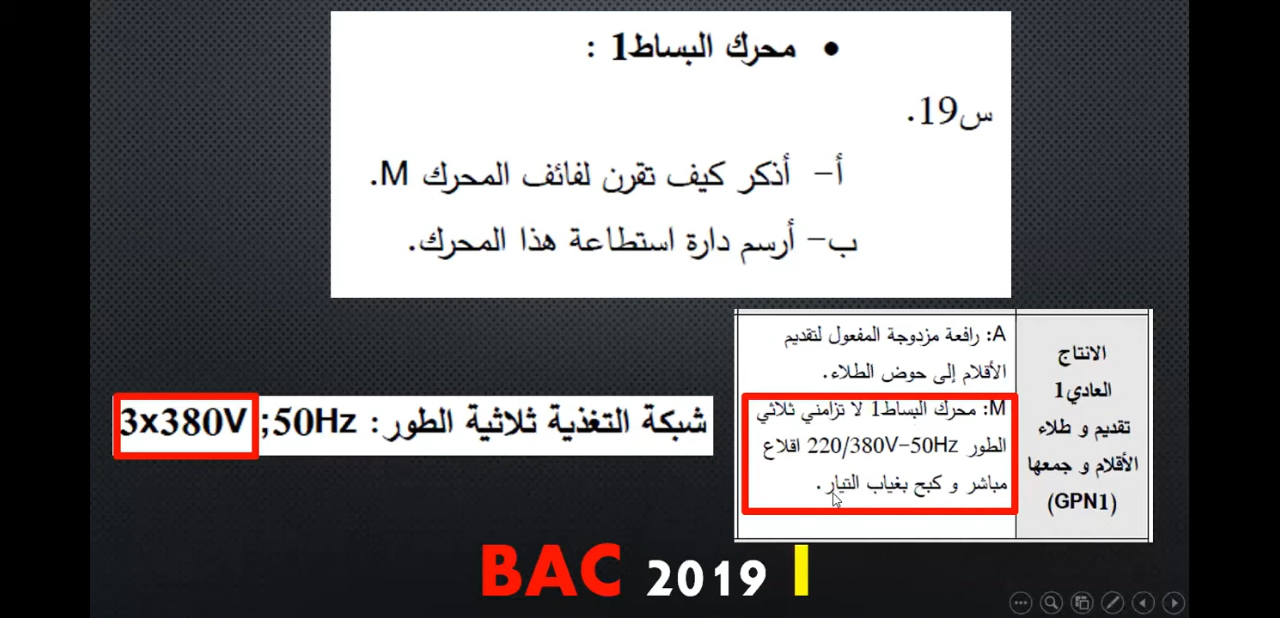 • محرك البساط1 :
س19.
أ- أذكر كيف تقرن لفائف المحرك M.
ب- أرسم دارة استطاعة هذا المحرك.
الانتاج
العادي1
تقديم و طلاء
الأقلام و جمعها
(GPN1)
A: رافعة مزدوجة المفعول لتقديم
الأقلام إلى حوض الطلاء.
M: محرك البساط1 لا تزامني ثلاثي
الطور 220/380V-50Hz اقلاع
مباشر و كبح بغياب التيار.
شبكة التغذية ثلاثية الطور: 3x380V ;50Hz
BAC 2019 I